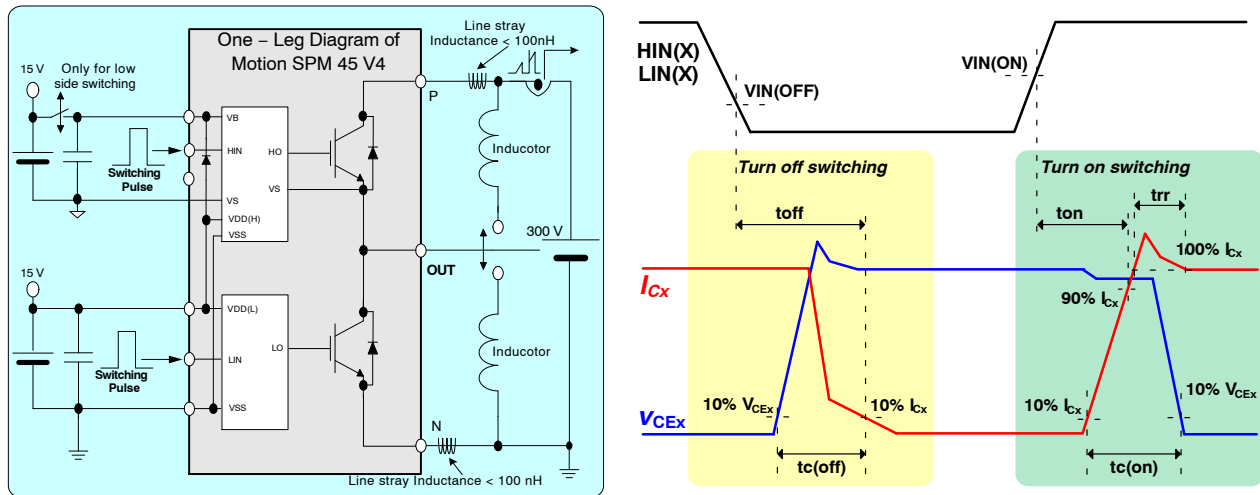 One – Leg Diagram of
Motion SPM 45 V4
Line stray
Inductance < 100nH
15 V
Only for low
side switching
P
VB
HIN
HO
Switching
Pulse
VS
VS
VDD(H)
VSS
Inducotor
300 V
OUT
15 V
VDD(L)
LIN
LO
Switching
Pulse
VSS
Inducotor
N
Line stray Inductance < 100 nH
HIN(X)
LIN(X)
VIN(OFF)
VIN(ON)
Turn off switching
Turn on switching
toff
ton
trr
100% ICx
ICx
90% ICx
10% VCEx
10% ICx
10% ICx
10% VCEx
vCEx
tc(off)
tc(on)